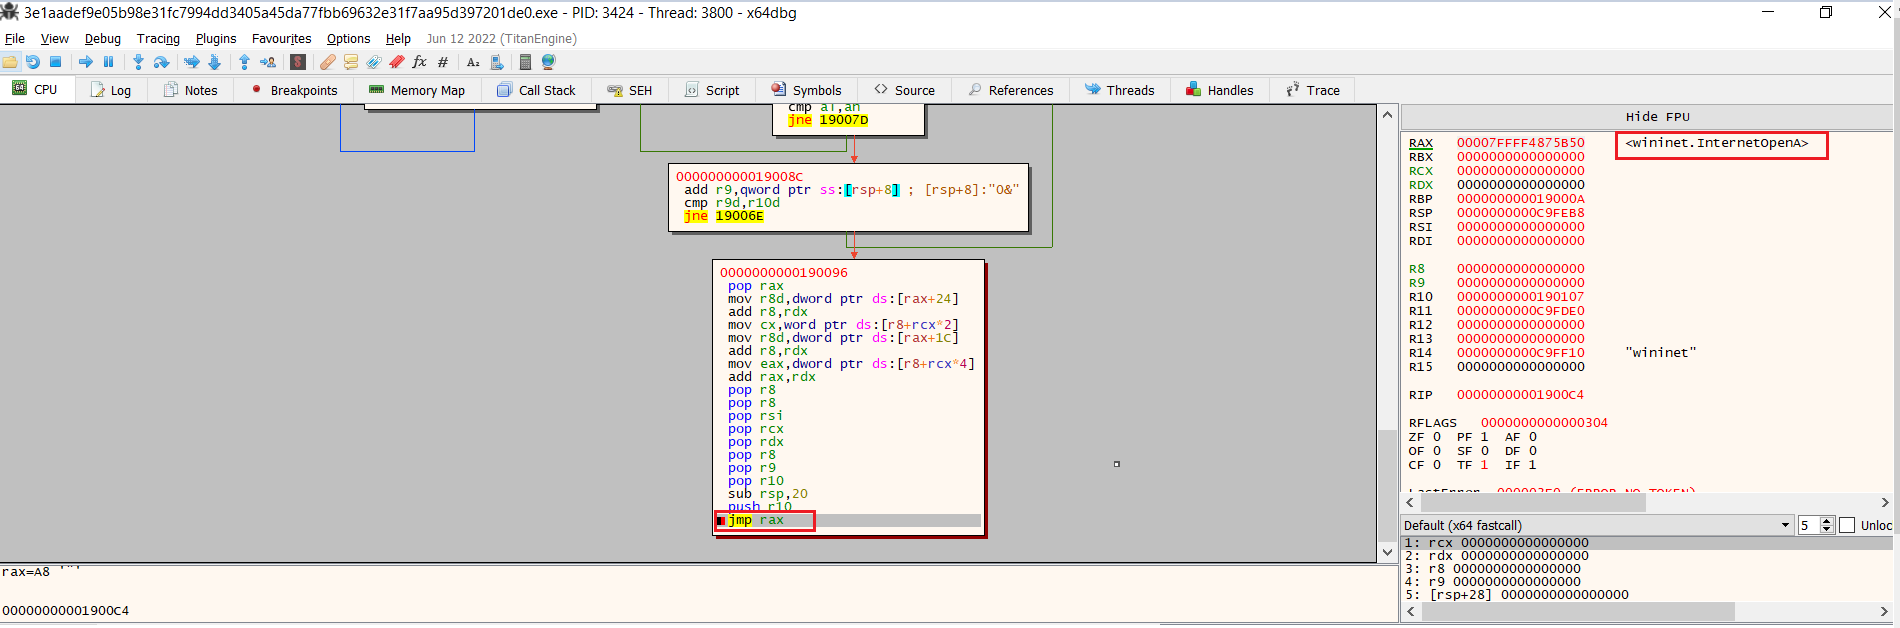 3e1aadef9e05b98e31fc7994dd3405a45da77fbb69632e31f7aa95d397201de0.exe - PID: 3424 - Thread: 3800 - x64dbg
File View Debug Tracing Plugins Favourites Options Help Jun 12 2022 (TitanEngine)
CPU Log Notes Breakpoints Memory Map Call Stack SEH Script Symbols Source References Threads Handles Trace
cmp al,ah
jne 19007D
000000000019008C
add r9,qword ptr ss:[rsp+8] ; [rsp+8]:"O&"
cmp r9d,r10d
jne 19006E
0000000000190096
pop rax
mov r8d,dword ptr ds:[rax+24]
add r8,rdx
mov cx,word ptr ds:[r8+rcx*2]
mov r8d,dword ptr ds:[rax+1C]
add r8,rdx
mov eax,dword ptr ds:[r8+rcx*4]
add rax,rdx
pop r8
pop r8
pop rsi
pop rcx
pop rdx
pop r8
pop r9
pop r10
sub rsp,20
push r10
jmp rax
rax=A8
00000000001900C4
Hide FPU
RAX 00007FFFF4875B50 <wininet.InternetOpenA>
RBX 0000000000000000
RCX 0000000000000000
RDX 0000000000000000
RBP 000000000019000A
RSP 0000000000C9FEB8
RSI 0000000000000000
RDI 0000000000000000
R8 0000000000000000
R9 0000000000000000
R10 0000000000190107
R11 0000000000C9FDE0
R12 0000000000000000
R13 0000000000000000
R14 0000000000C9FF10 "wininet"
R15 0000000000000000
RIP 00000000001900C4
RFLAGS 0000000000000304
ZF 0 PF 1 AF 0
OF 0 SF 0 DF 0
CF 0 TF 1 IF 1
LastError 000003F0 (ERROR_NO_TOKEN)
Default (x64 fastcall) 5 Unloc
1: rcx 0000000000000000
2: rdx 0000000000000000
3: r8 0000000000000000
4: r9 0000000000000000
5: [rsp+28] 0000000000000000